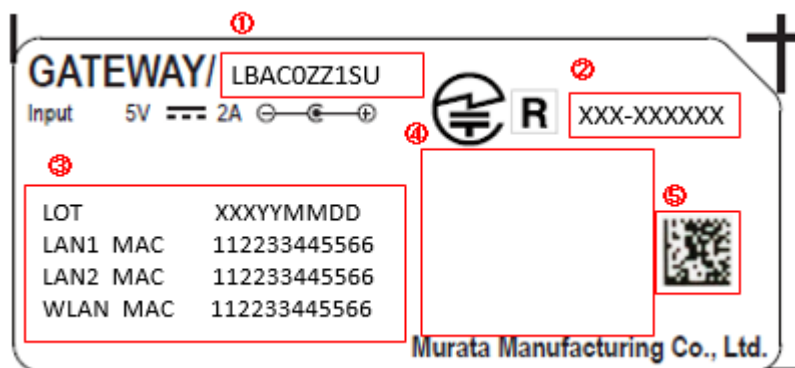 ①
GATEWAY/ LBAC0ZZ1SU
②
Input 5V 2A
R XXX-XXXXXX
④
③
⑤
LOT XXXYYMMDD
LAN1 MAC 112233445566
LAN2 MAC 112233445566
WLAN MAC 112233445566
Murata Manufacturing Co., Ltd.